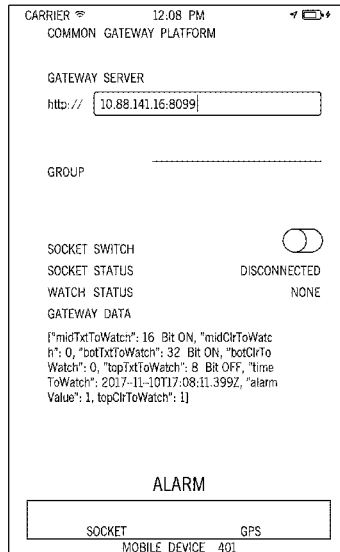 CARRIER 12:08 PM
COMMON GATEWAY PLATFORM
GATEWAY SERVER
http:// 10.88.141.16:8099
GROUP
SOCKET SWITCH
SOCKET STATUS DISCONNECTED
WATCH STATUS NONE
GATEWAY DATA
["midTxtToWatch": 16 Bit ON, "midClrToWatc
h": 0, "botTxtToWatch": 32 Bit ON, "botClrTo
Watch": 0, "topTxtToWatch": 8 Bit OFF, "time
ToWatch": 2017-11-10T17:08:11.399Z, "alarm
Value": 1, topClrToWatch": 1]
ALARM
SOCKET GPS
MOBILE DEVICE 401